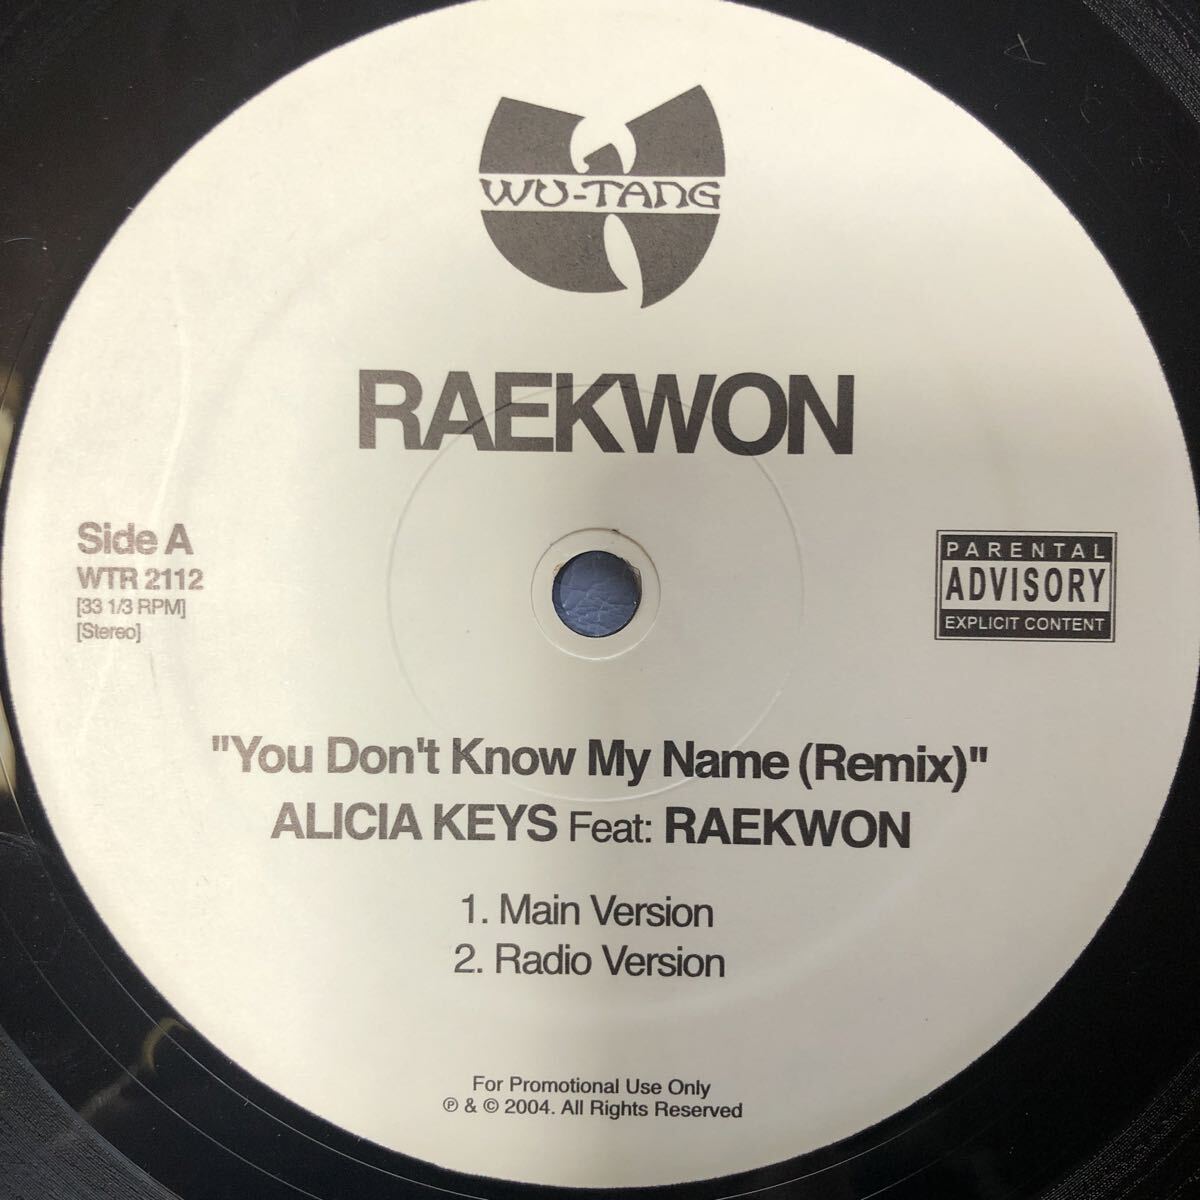 WU-TANG
RAEKWON
Side A
WTR 2112
[33 1/3 RPM]
[Stereo]
PARENTAL
ADVISORY
EXPLICIT CONTENT
"You Don't Know My Name (Remix)"
ALICIA KEYS Feat: RAEKWON
1. Main Version
2. Radio Version
For Promotional Use Only
℗ & © 2004. All Rights Reserved